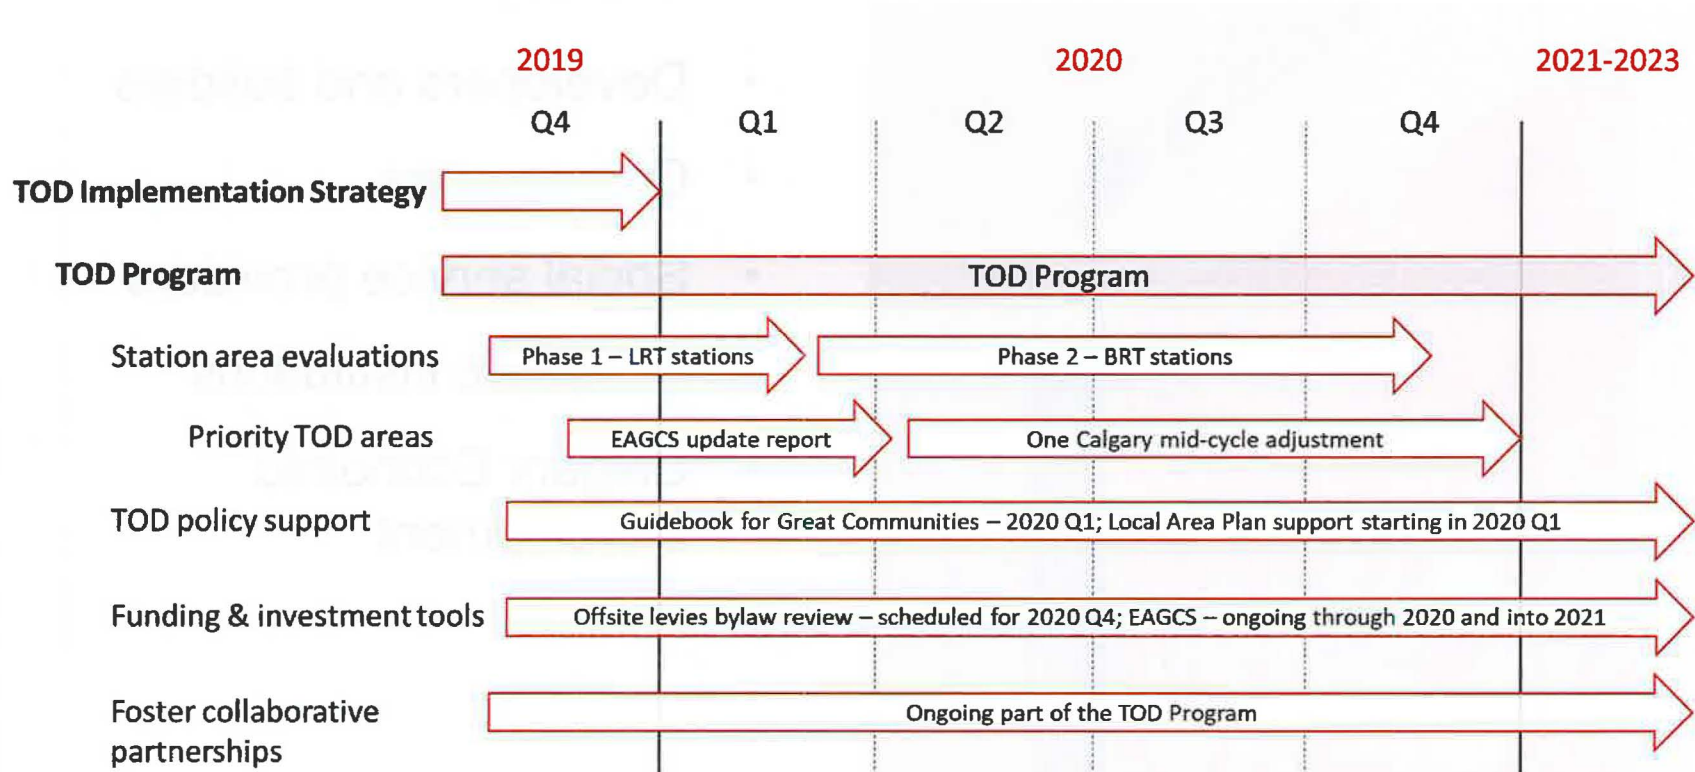 2019 2020 2021-2023
Q4 Q1 Q2 Q3 Q4
TOD Implementation Strategy
TOD Program TOD Program
Station area evaluations Phase 1 – LRT stations Phase 2 – BRT stations
Priority TOD areas EAGCS update report One Calgary mid-cycle adjustment
TOD policy support Guidebook for Great Communities – 2020 Q1; Local Area Plan support starting in 2020 Q1
Funding & investment tools Offsite levies bylaw review – scheduled for 2020 Q4; EAGCS – ongoing through 2020 and into 2021
Foster collaborative Ongoing part of the TOD Program
partnerships